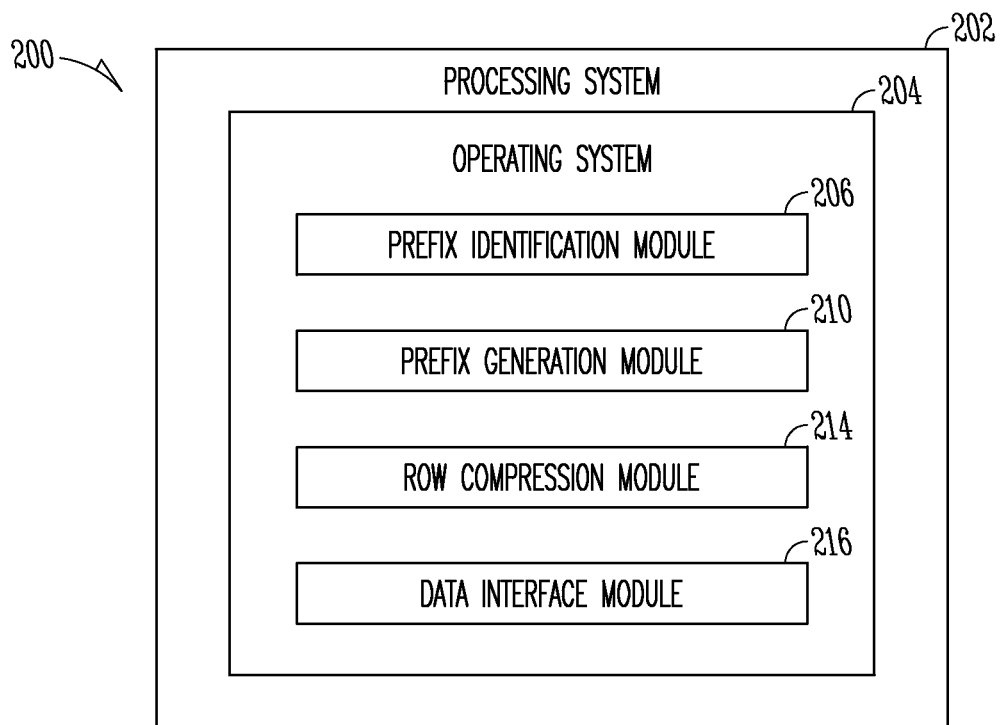 200
202
PROCESSING SYSTEM
204
OPERATING SYSTEM
206
PREFIX IDENTIFICATION MODULE
210
PREFIX GENERATION MODULE
214
ROW COMPRESSION MODULE
216
DATA INTERFACE MODULE